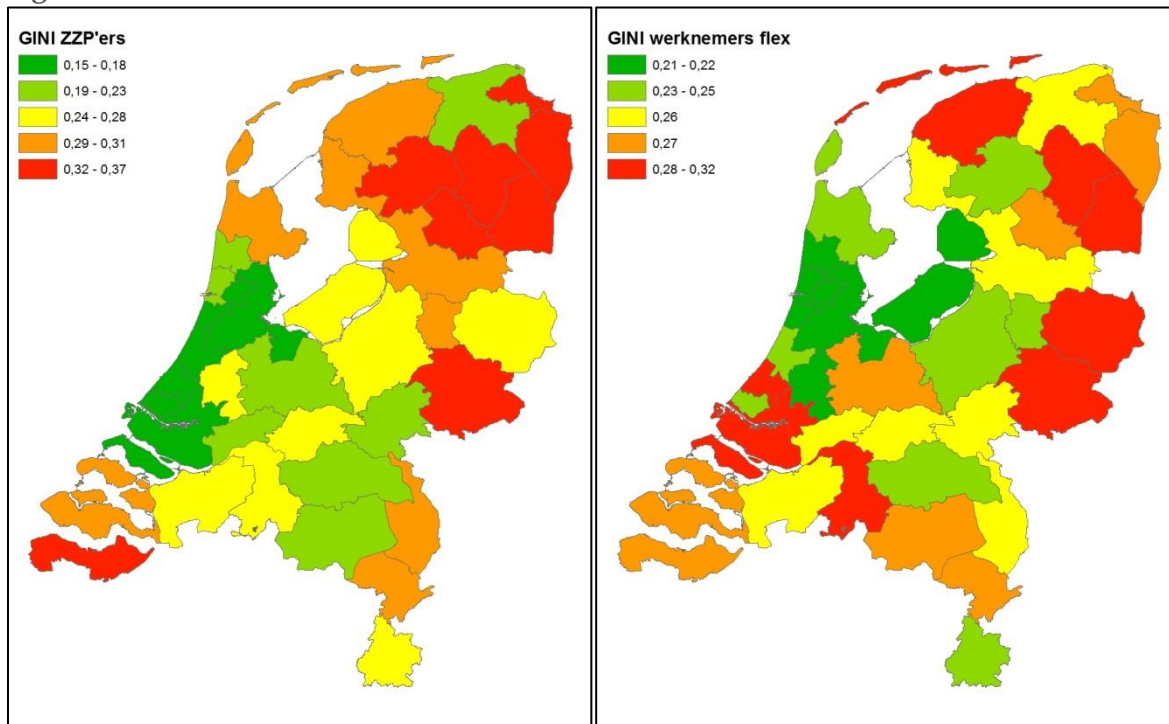 GINI ZZP'ers
0,15 - 0,18
0,19 - 0,23
0,24 - 0,28
0,29 - 0,31
0,32 - 0,37
GINI werknemers flex
0,21 - 0,22
0,23 - 0,25
0,26
0,27
0,28 - 0,32